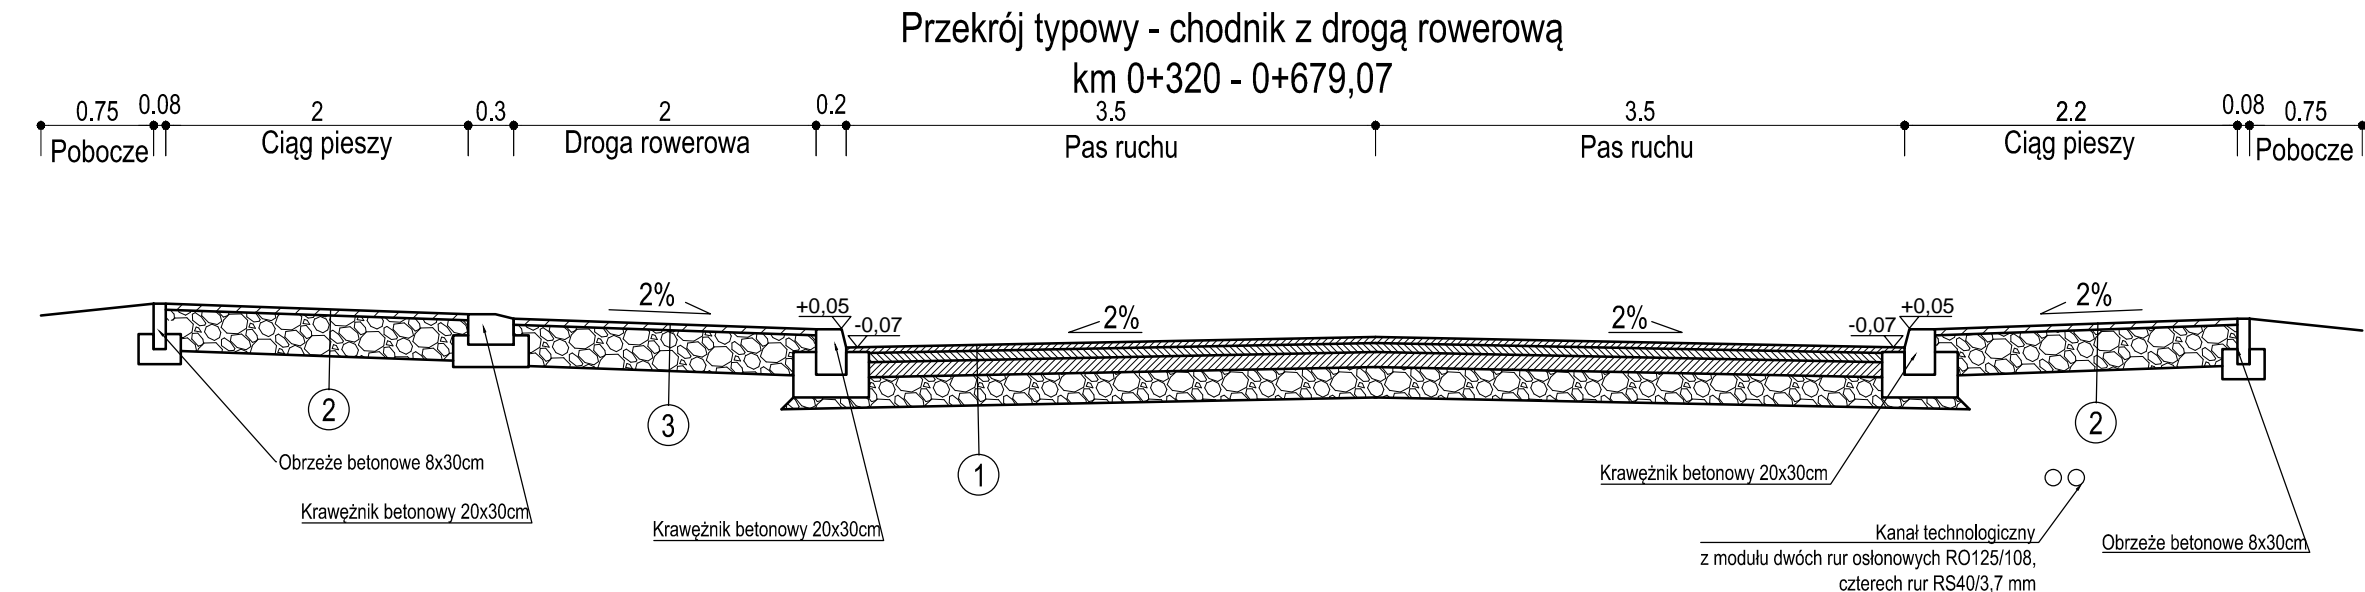 Przekrój typowy - chodnik z drogą rowerową
km 0+320 - 0+679,07
0.75 0.08 2 0.3 2 0.2 3.5 3.5 2.2 0.08 0.75
Pobocze Ciąg pieszy Droga rowerowa Pas ruchu Pas ruchu Ciąg pieszy Pobocze
2% +0,05 -0,07 2% 2% -0,07 +0,05 2%
2 3 1 2
Obrzeże betonowe 8x30cm
Krawężnik betonowy 20x30cm
Krawężnik betonowy 20x30cm
Krawężnik betonowy 20x30cm
Kanał technologiczny
z modułu dwóch rur osłonowych RO125/108,
czterech rur RS40/3,7 mm
Obrzeże betonowe 8x30cm